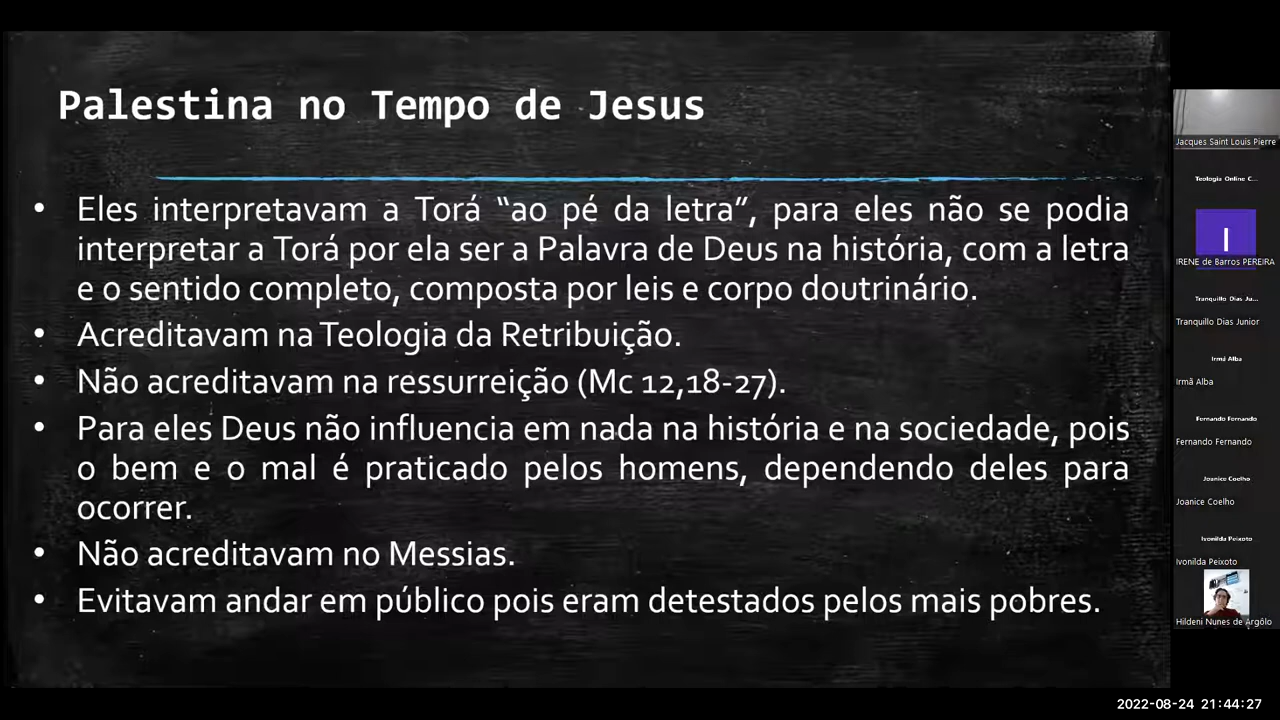 Palestina no Tempo de Jesus
• Eles interpretavam a Torá “ao pé da letra”, para eles não se podia
interpretar a Torá por ela ser a Palavra de Deus na história, com a letra
e o sentido completo, composta por leis e corpo doutrinário.
• Acreditavam na Teologia da Retribuição.
• Não acreditavam na ressurreição (Mc 12,18-27).
• Para eles Deus não influencia em nada na história e na sociedade, pois
o bem e o mal é praticado pelos homens, dependendo deles para
ocorrer.
• Não acreditavam no Messias.
• Evitavam andar em público pois eram detestados pelos mais pobres.
Jacques Saint Louis Pierre
Teologia Online C...
I
IRENE de Barros PEREIRA
Tranquillo Dias Ju...
Tranquillo Dias Junior
Irmã Alba
Irmã Alba
Fernando Fernando
Fernando Fernando
Joanice Coelho
Joanice Coelho
Ivonilda Peixoto
Ivonilda Peixoto
Hildeni Nunes de Argôlo
2022-08-24 21:44:27